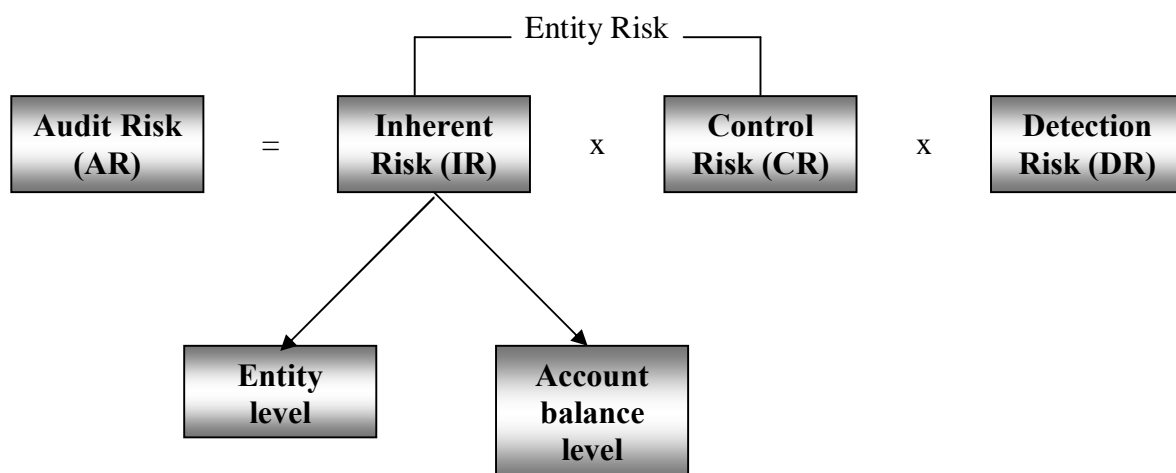 Entity Risk
Audit Risk
(AR)
=
Inherent
Risk (IR)
x
Control
Risk (CR)
x
Detection
Risk (DR)
Entity
level
Account
balance
level